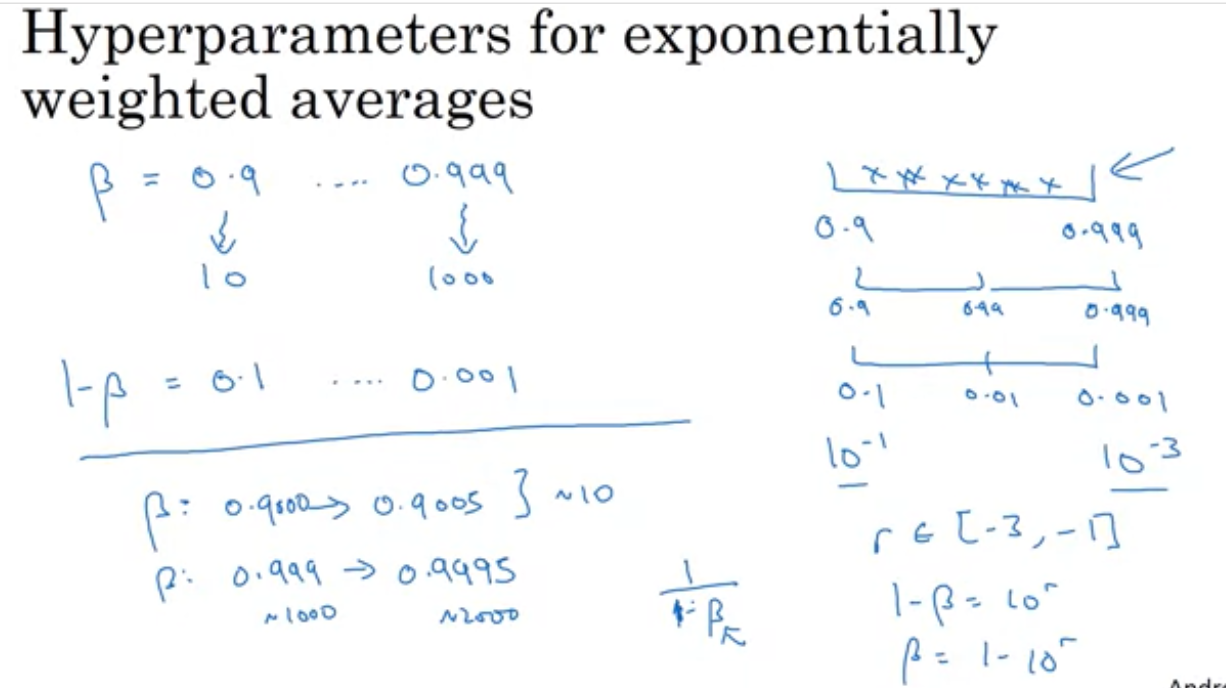 Hyperparameters for exponentially
weighted averages
β = 0.9 .... 0.999
10 1000
1-β = 0.1 .... 0.001
β: 0.9000 → 0.9005 } ~10
β: 0.999 → 0.9995
~1000 ~2000
1
1-β
0.9 0.999
0.9 0.99 0.999
0.1 0.01 0.001
10⁻¹ 10⁻³
r ∈ [-3, -1]
1-β = 10ʳ
β = 1-10ʳ